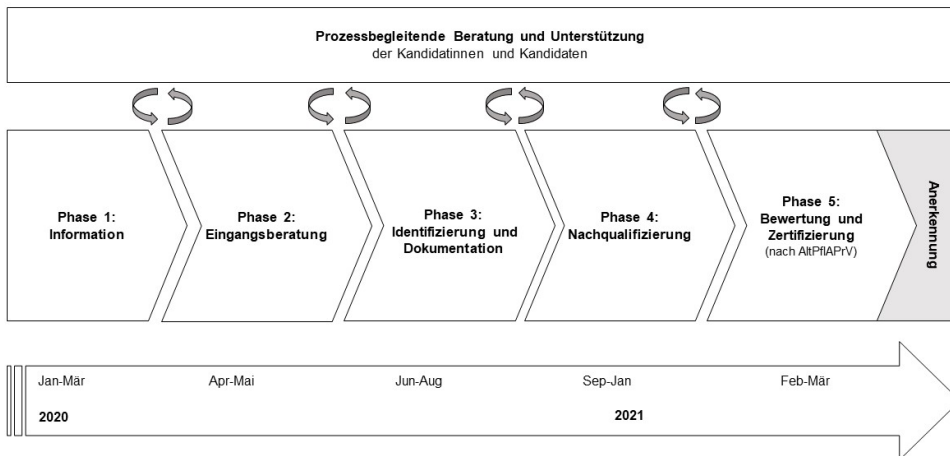 Prozessbegleitende Beratung und Unterstützung
der Kandidatinnen und Kandidaten
Phase 1:
Information
Phase 2:
Eingangsberatung
Phase 3:
Identifizierung und
Dokumentation
Phase 4:
Nachqualifizierung
Phase 5:
Bewertung und
Zertifizierung
(nach AltPflAPrV)
Anerkennung
Jan-Mär
Apr-Mai
Jun-Aug
Sep-Jan
Feb-Mär
2020
2021